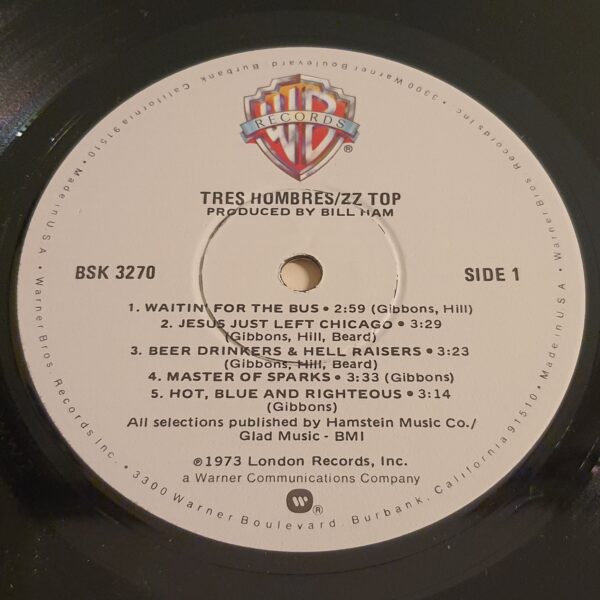 WB
RECORDS
®
TRES HOMBRES/ZZ TOP
PRODUCED BY BILL HAM
BSK 3270
SIDE 1
1. WAITIN' FOR THE BUS • 2:59 (Gibbons, Hill)
2. JESUS JUST LEFT CHICAGO • 3:29
(Gibbons, Hill, Beard)
3. BEER DRINKERS & HELL RAISERS • 3:23
(Gibbons, Hill, Beard)
4. MASTER OF SPARKS • 3:33 (Gibbons)
5. HOT, BLUE AND RIGHTEOUS • 3:14
(Gibbons)
All selections published by Hamstein Music Co./
Glad Music - BMI
℗1973 London Records, Inc.
a Warner Communications Company
W®
Made in U.S.A. • Warner Bros. Records Inc. • 3300 Warner Boulevard, Burbank, California 91510 • Made in U.S.A. • Warner Bros. Records Inc. • 3300 Warner Boulevard, Burbank, California 91510 •